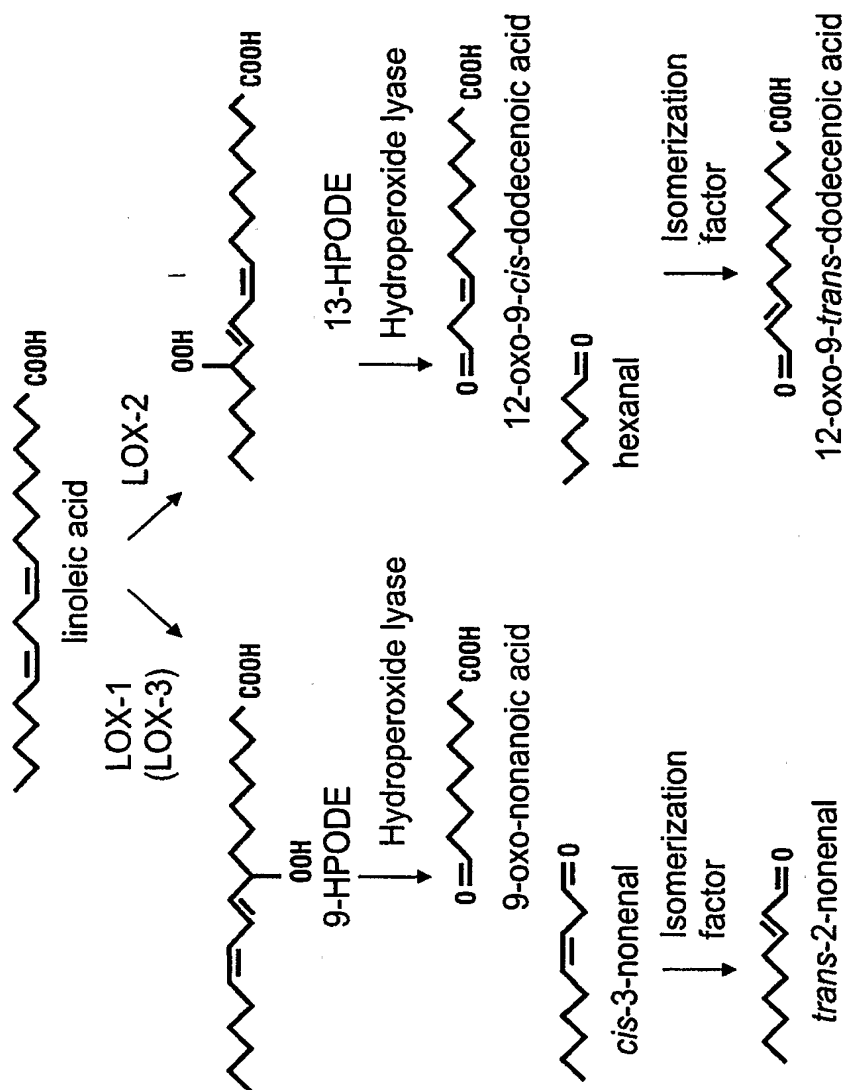 COOH
linoleic acid
LOX-1
(LOX-3)
LOX-2
COOH
OOH
9-HPODE
Hydroperoxide lyase
O
COOH
9-oxo-nonanoic acid
O
cis-3-nonenal
Isomerization
factor
O
trans-2-nonenal
OOH
COOH
13-HPODE
Hydroperoxide lyase
O
COOH
12-oxo-9-cis-dodecenoic acid
O
hexanal
Isomerization
factor
O
COOH
12-oxo-9-trans-dodecenoic acid